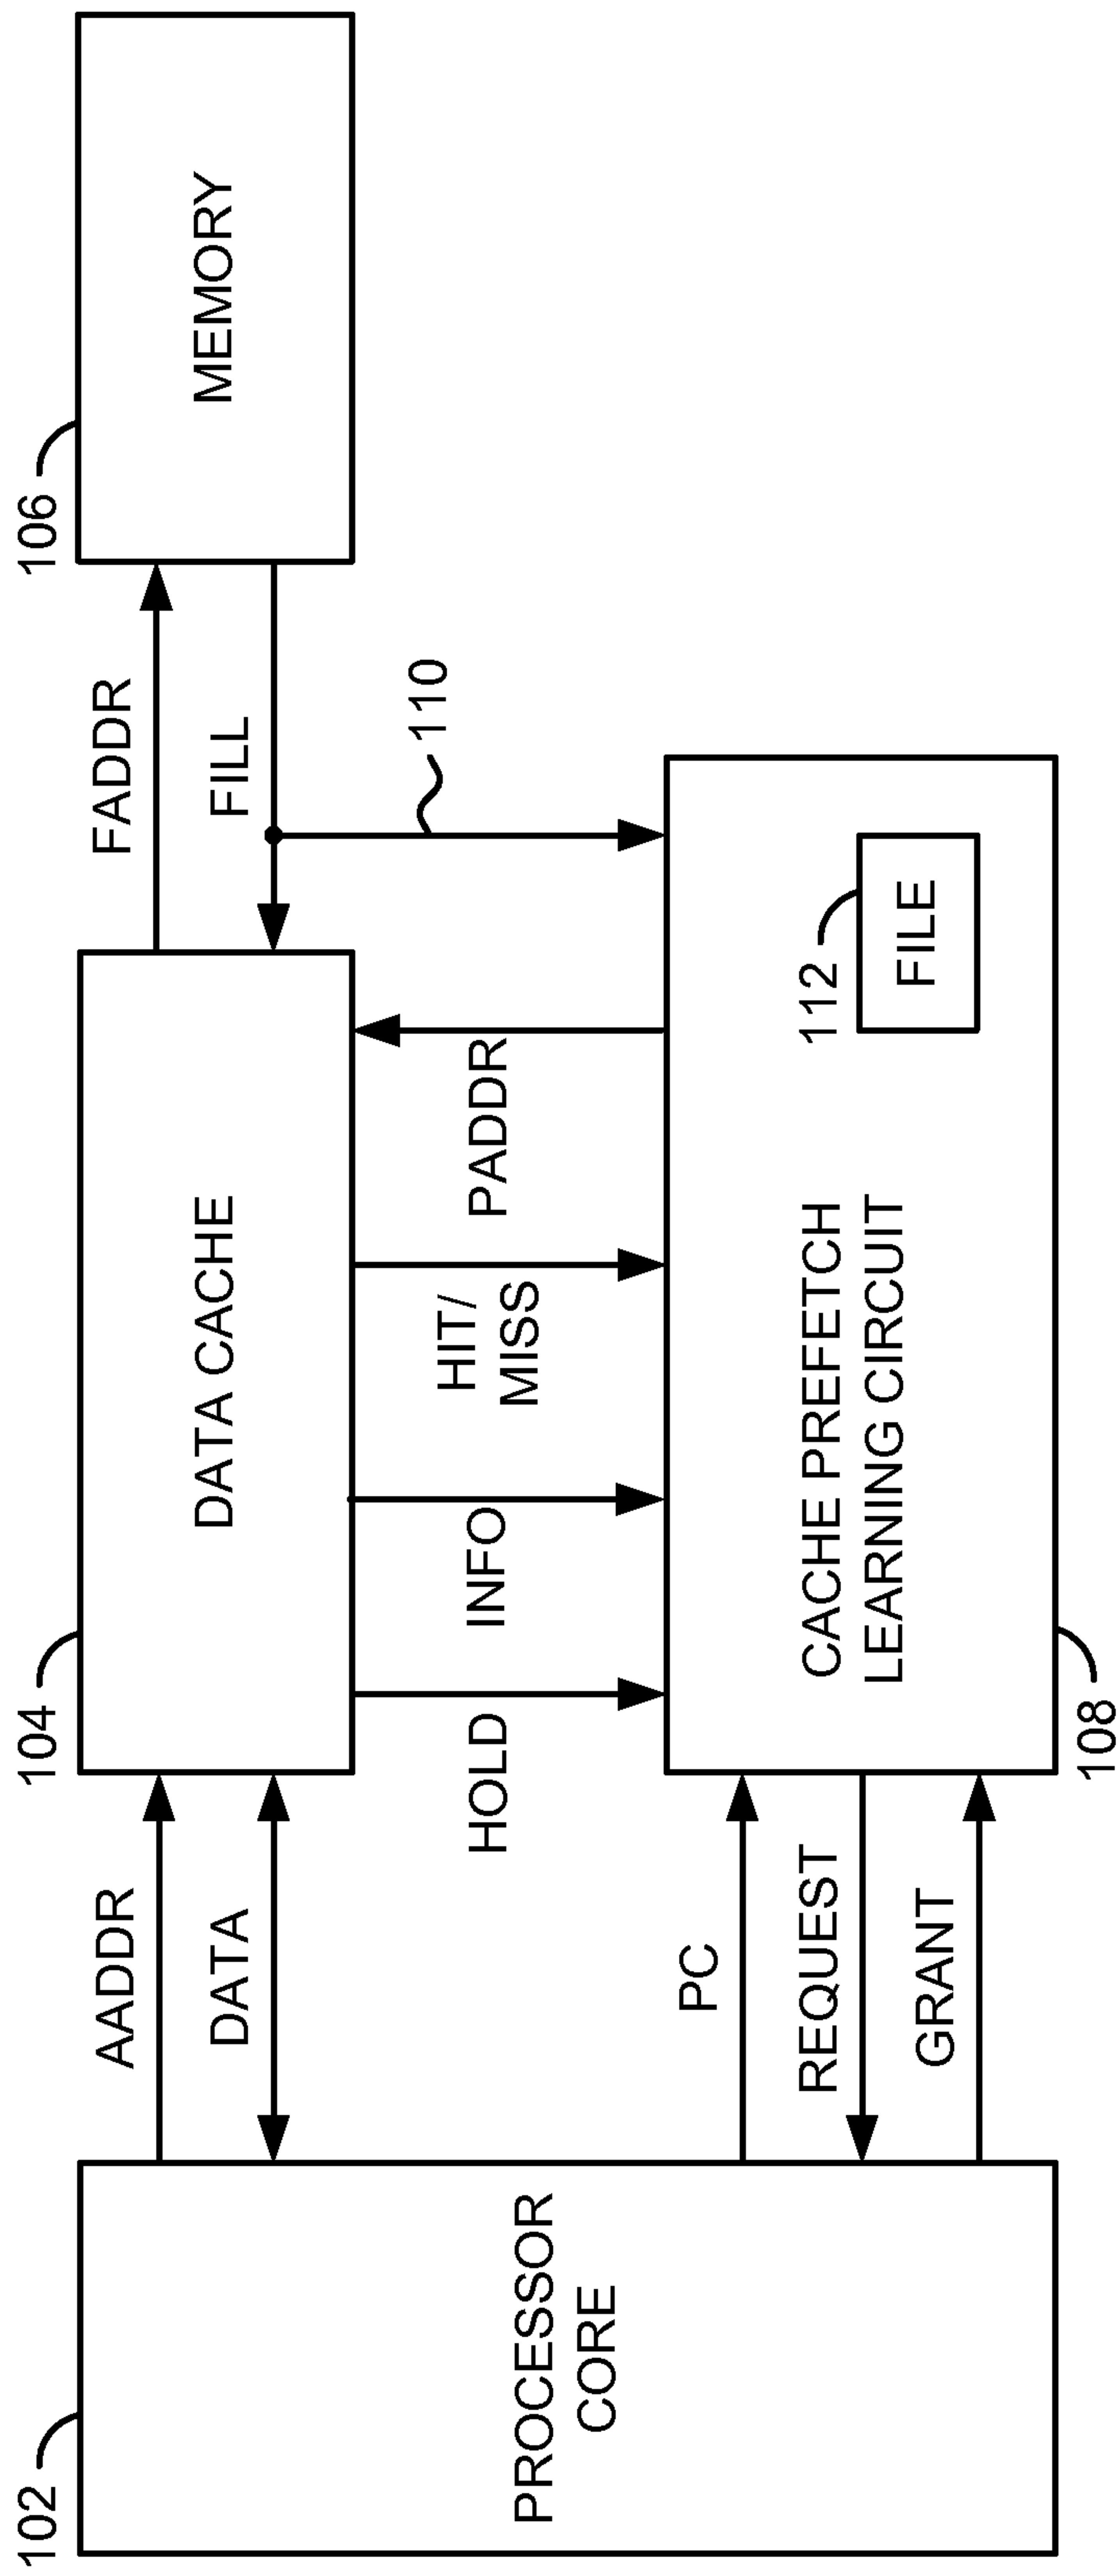 102
PROCESSOR
CORE
AADDR
DATA
PC
REQUEST
GRANT
104
DATA CACHE
HOLD
INFO
HIT/
MISS
PADDR
108
CACHE PREFETCH
LEARNING CIRCUIT
112
FILE
110
FADDR
FILL
106
MEMORY